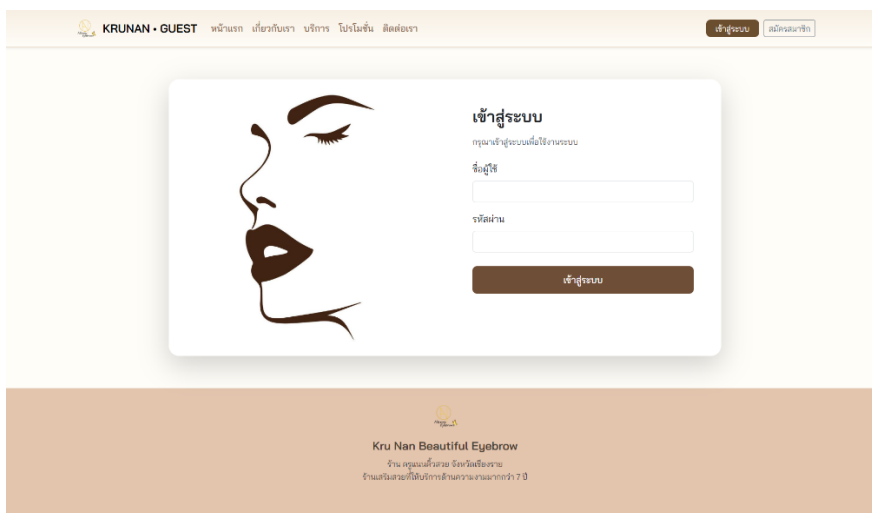 KRUNAN • GUEST หน้าแรก เกี่ยวกับเรา บริการ โปรโมชั่น ติดต่อเรา เข้าสู่ระบบ สมัครสมาชิก
เข้าสู่ระบบ
กรุณาเข้าสู่ระบบเพื่อใช้งานระบบ
ชื่อผู้ใช้
รหัสผ่าน
เข้าสู่ระบบ
Kru Nan Beautiful Eyebrow
ร้าน ครูแนนคิ้วสวย จังหวัดเชียงราย
ร้านเสริมสวยที่ให้บริการด้านความงามมากกว่า 7 ปี